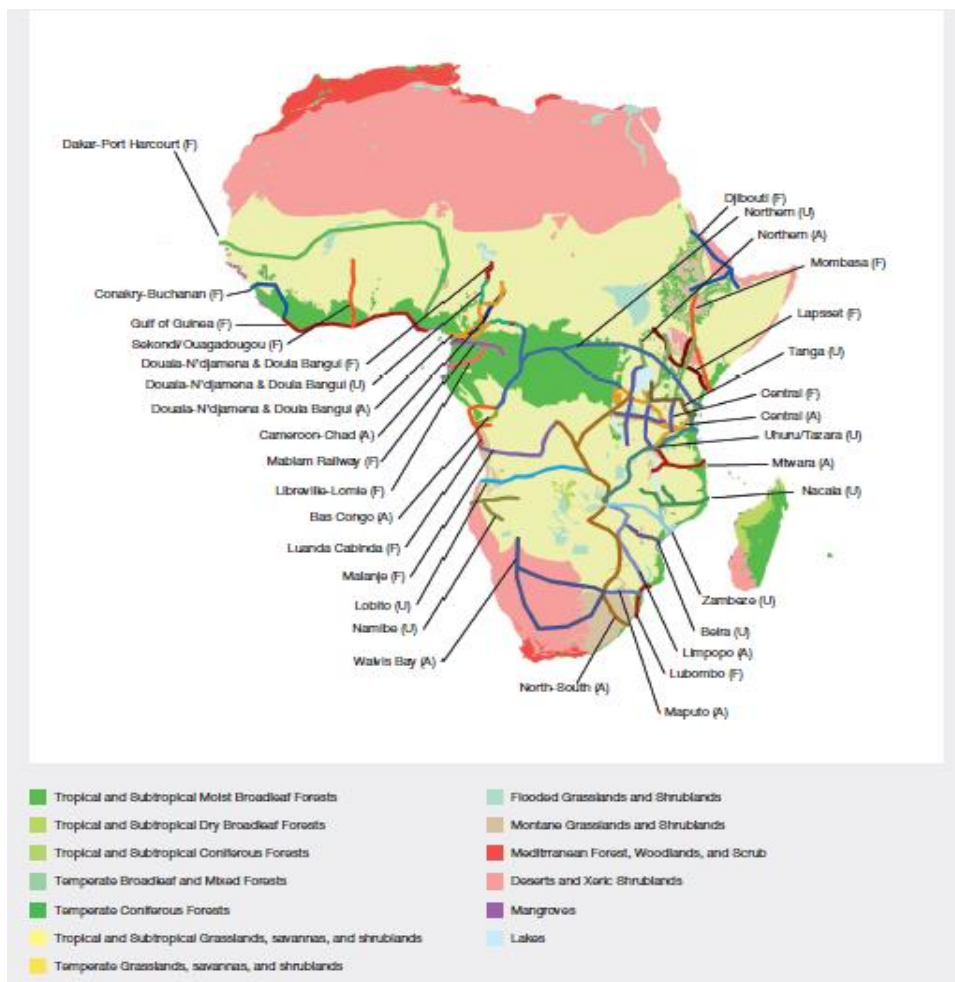 Dakar-Port Harcourt (F)
Conakry-Buchanan (F)
Gulf of Guinea (F)
Sekondi/Ouagadougou (F)
Douala-N'djamena & Doula Bangui (F)
Douala-N'djamena & Doula Bangui (U)
Douala-N'djamena & Doula Bangui (A)
Cameroon-Chad (A)
Mablam Railway (F)
Libreville-Lomie (F)
Bas Congo (A)
Luanda Cabinda (F)
Malanje (F)
Lobito (U)
Namibe (U)
Walvis Bay (A)
North-South (A)
Djibouti (F)
Northern (U)
Northern (A)
Mombasa (F)
Lapsset (F)
Tanga (U)
Central (F)
Central (A)
Uhuru/Tazara (U)
Mtwara (A)
Nacala (U)
Zambeze (U)
Beira (U)
Limpopo (A)
Lubombo (F)
Maputo (A)
Tropical and Subtropical Moist Broadleaf Forests
Tropical and Subtropical Dry Broadleaf Forests
Tropical and Subtropical Coniferous Forests
Temperate Broadleaf and Mixed Forests
Temperate Coniferous Forests
Tropical and Subtropical Grasslands, savannas, and shrublands
Temperate Grasslands, savannas, and shrublands
Flooded Grasslands and Shrublands
Montane Grasslands and Shrublands
Meditrranean Forest, Woodlands, and Scrub
Deserts and Xeric Shrublands
Mangroves
Lakes